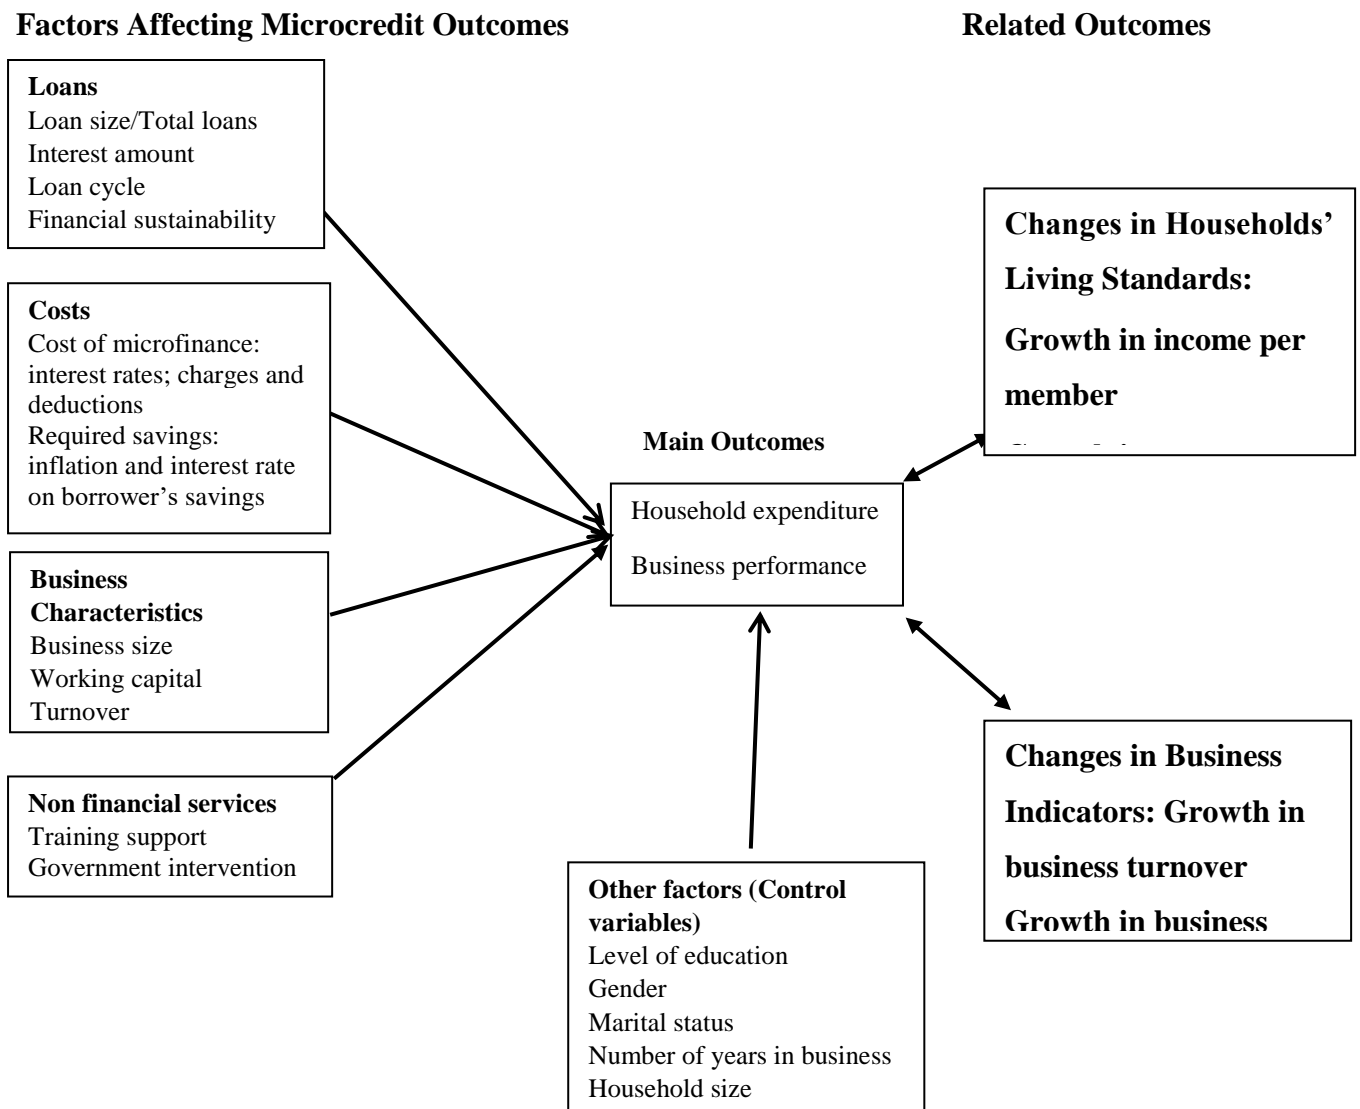 Factors Affecting Microcredit Outcomes
Related Outcomes
Loans
Loan size/Total loans
Interest amount
Loan cycle
Financial sustainability
Costs
Cost of microfinance:
interest rates; charges and
deductions
Required savings:
inflation and interest rate
on borrower’s savings
Business
Characteristics
Business size
Working capital
Turnover
Non financial services
Training support
Government intervention
Main Outcomes
Household expenditure
Business performance
Other factors (Control
variables)
Level of education
Gender
Marital status
Number of years in business
Household size
Changes in Households’
Living Standards:
Growth in income per
member
Changes in Business
Indicators: Growth in
business turnover
Growth in business